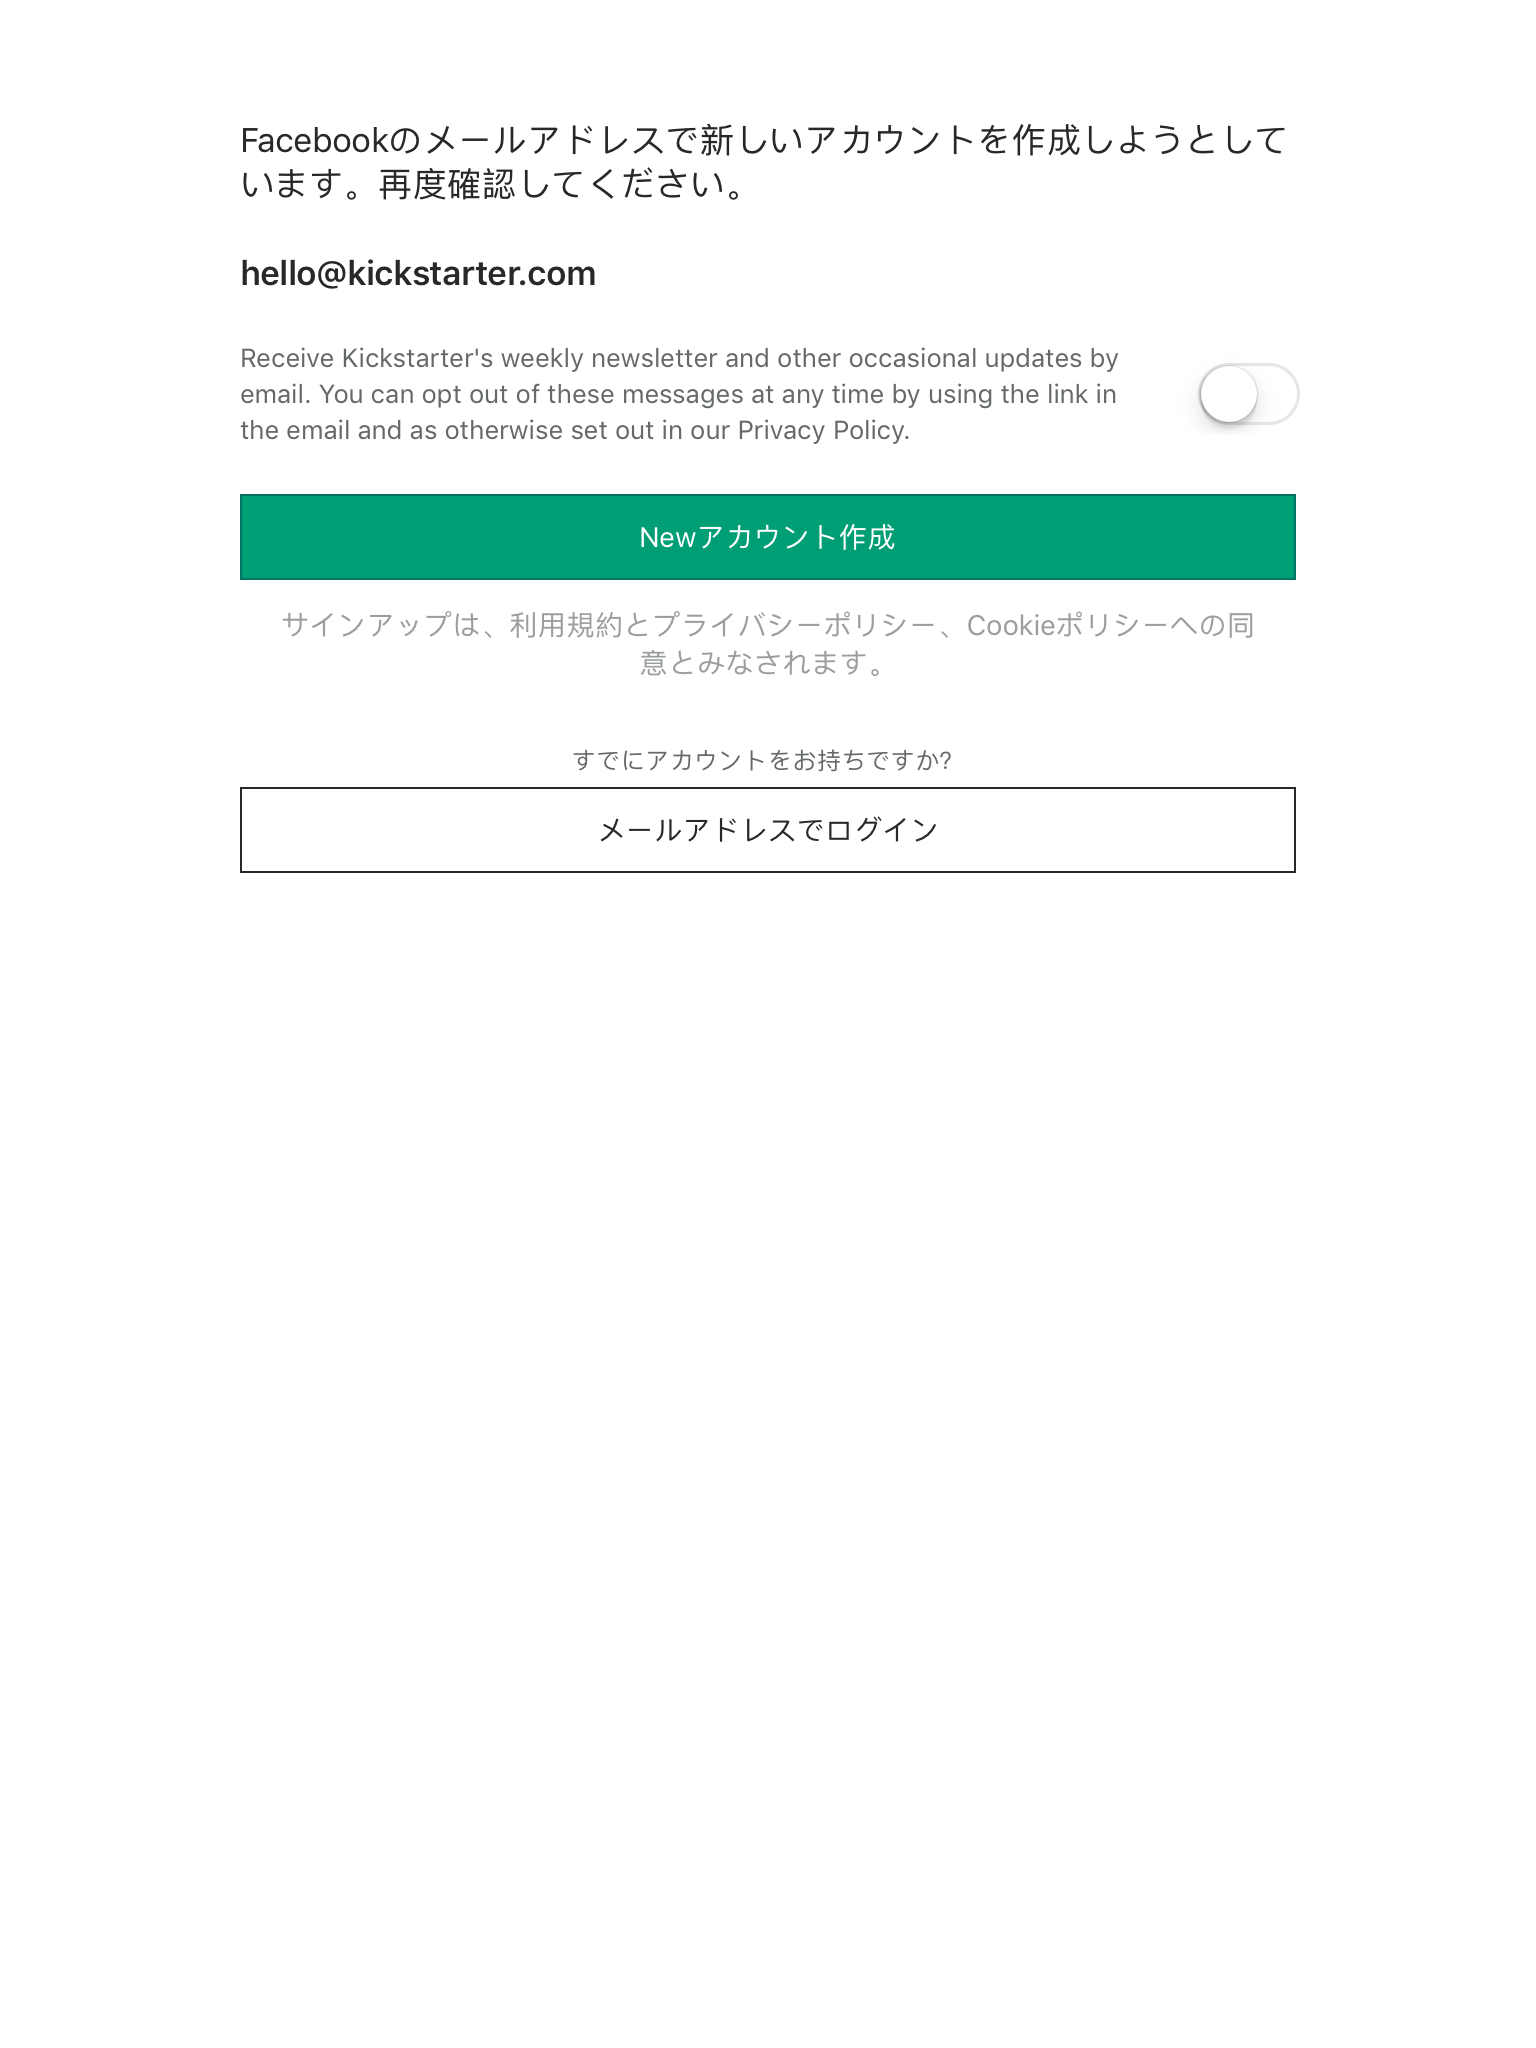 Facebookのメールアドレスで新しいアカウントを作成しようとして
います。再度確認してください。
hello@kickstarter.com
Receive Kickstarter's weekly newsletter and other occasional updates by
email. You can opt out of these messages at any time by using the link in
the email and as otherwise set out in our Privacy Policy.
Newアカウント作成
サインアップは、利用規約とプライバシーポリシー、Cookieポリシーへの同
意とみなされます。
すでにアカウントをお持ちですか?
メールアドレスでログイン